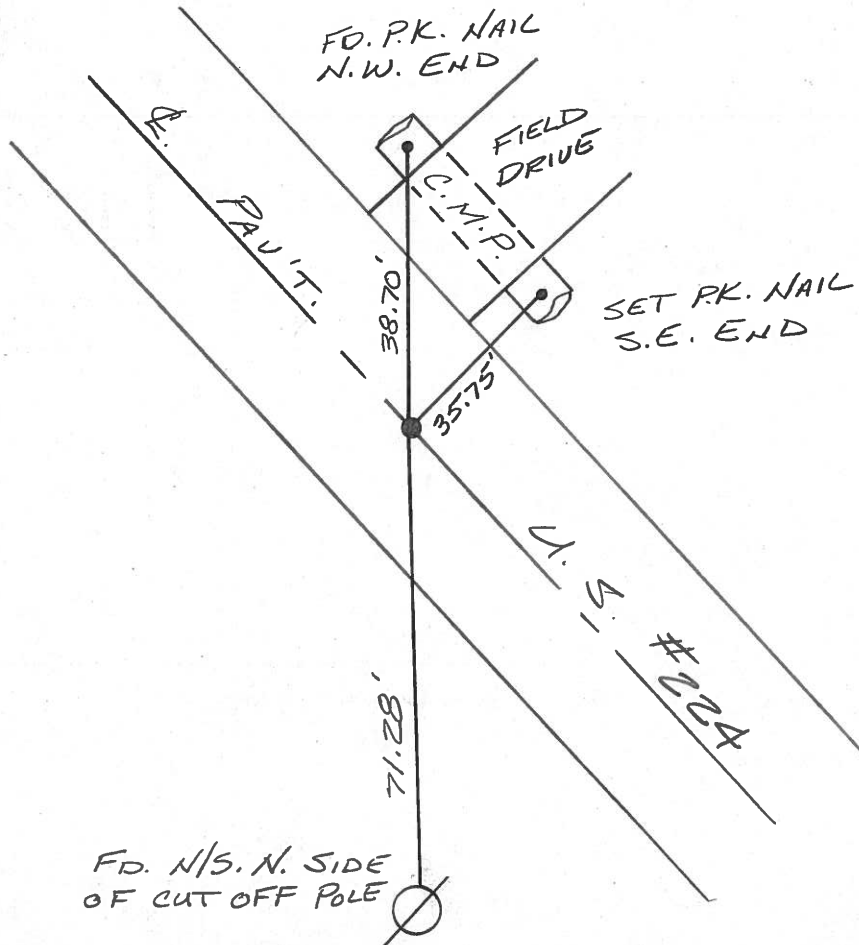 FD. P.K. NAIL
N.W. END
℄.
PAV'T.
FIELD
DRIVE
C.M.P.
38.70'
SET P.K. NAIL
S.E. END
35.75'
U.S. #224
71.28'
FD. N/S. N. SIDE
OF CUT OFF POLE